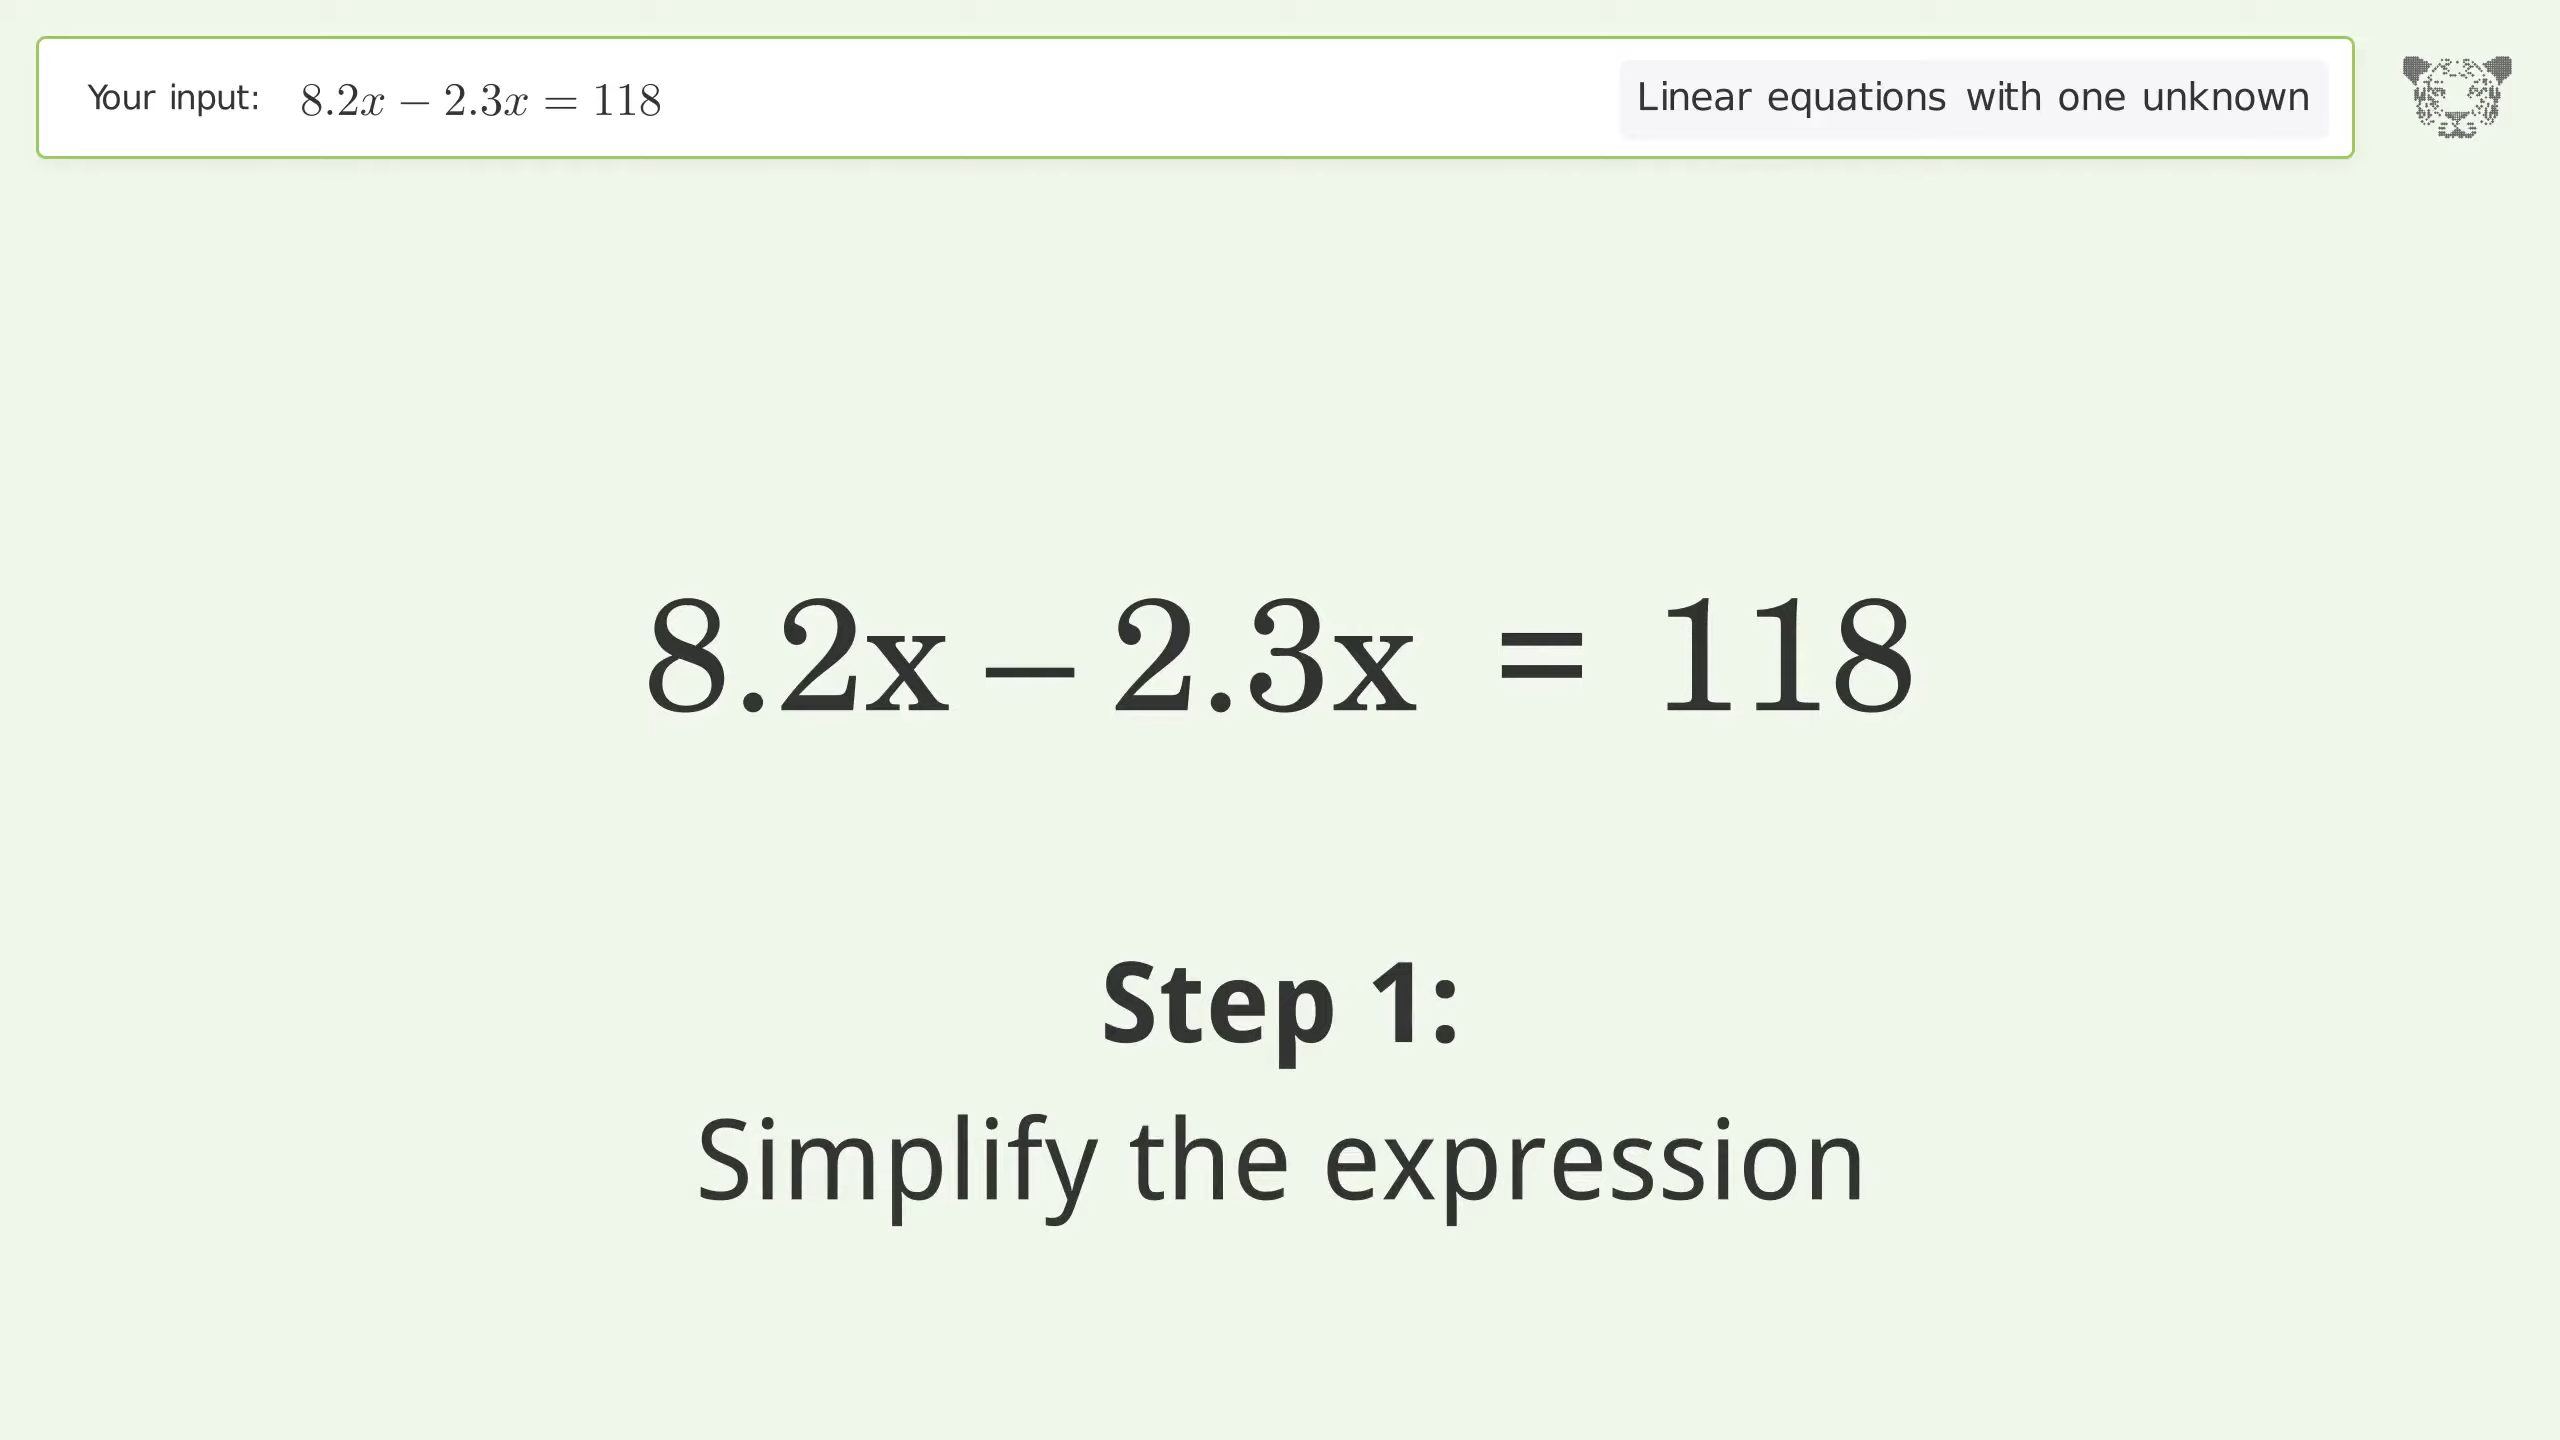 Your input: 8.2x − 2.3x = 118
Linear equations with one unknown
8.2x – 2.3x = 118
Step 1:
Simplify the expression